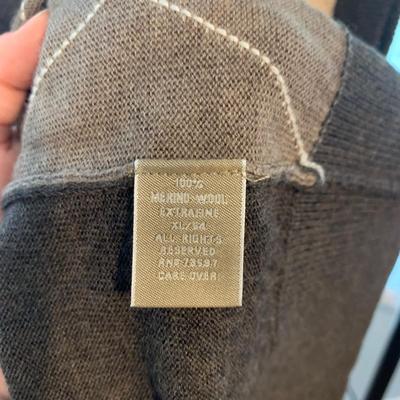 100%
MERINO WOOL
EXTRAFINE
XL/54
ALL RIGHTS
RESERVED
RN# 73597
CARE OVER